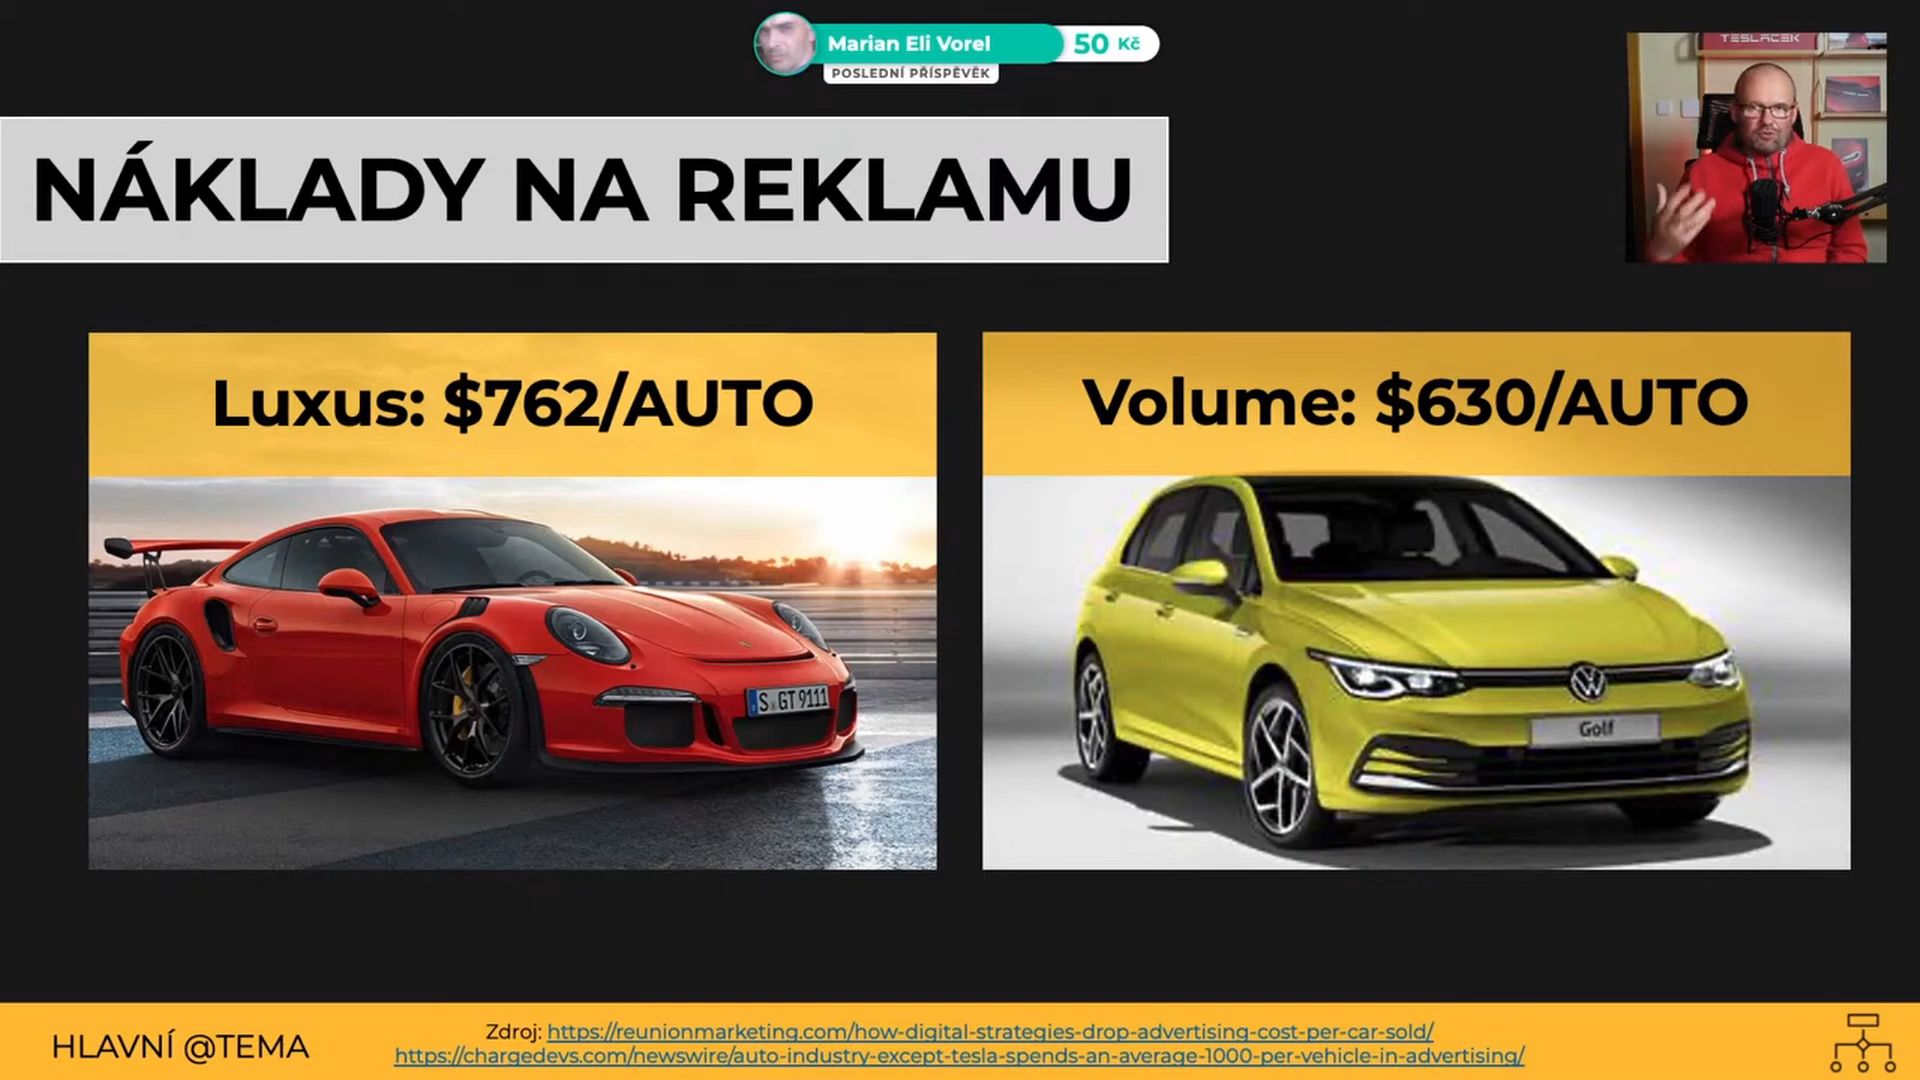 Marian Eli Vorel 50 Kč
POSLEDNÍ PŘÍSPĚVEK
TESLÁCEK
NÁKLADY NA REKLAMU
Luxus: $762/AUTO
Volume: $630/AUTO
S GT 9111
Golf
HLAVNÍ @TEMA
Zdroj: https://reunionmarketing.com/how-digital-strategies-drop-advertising-cost-per-car-sold/
https://chargedevs.com/newswire/auto-industry-except-tesla-spends-an-average-1000-per-vehicle-in-advertising/